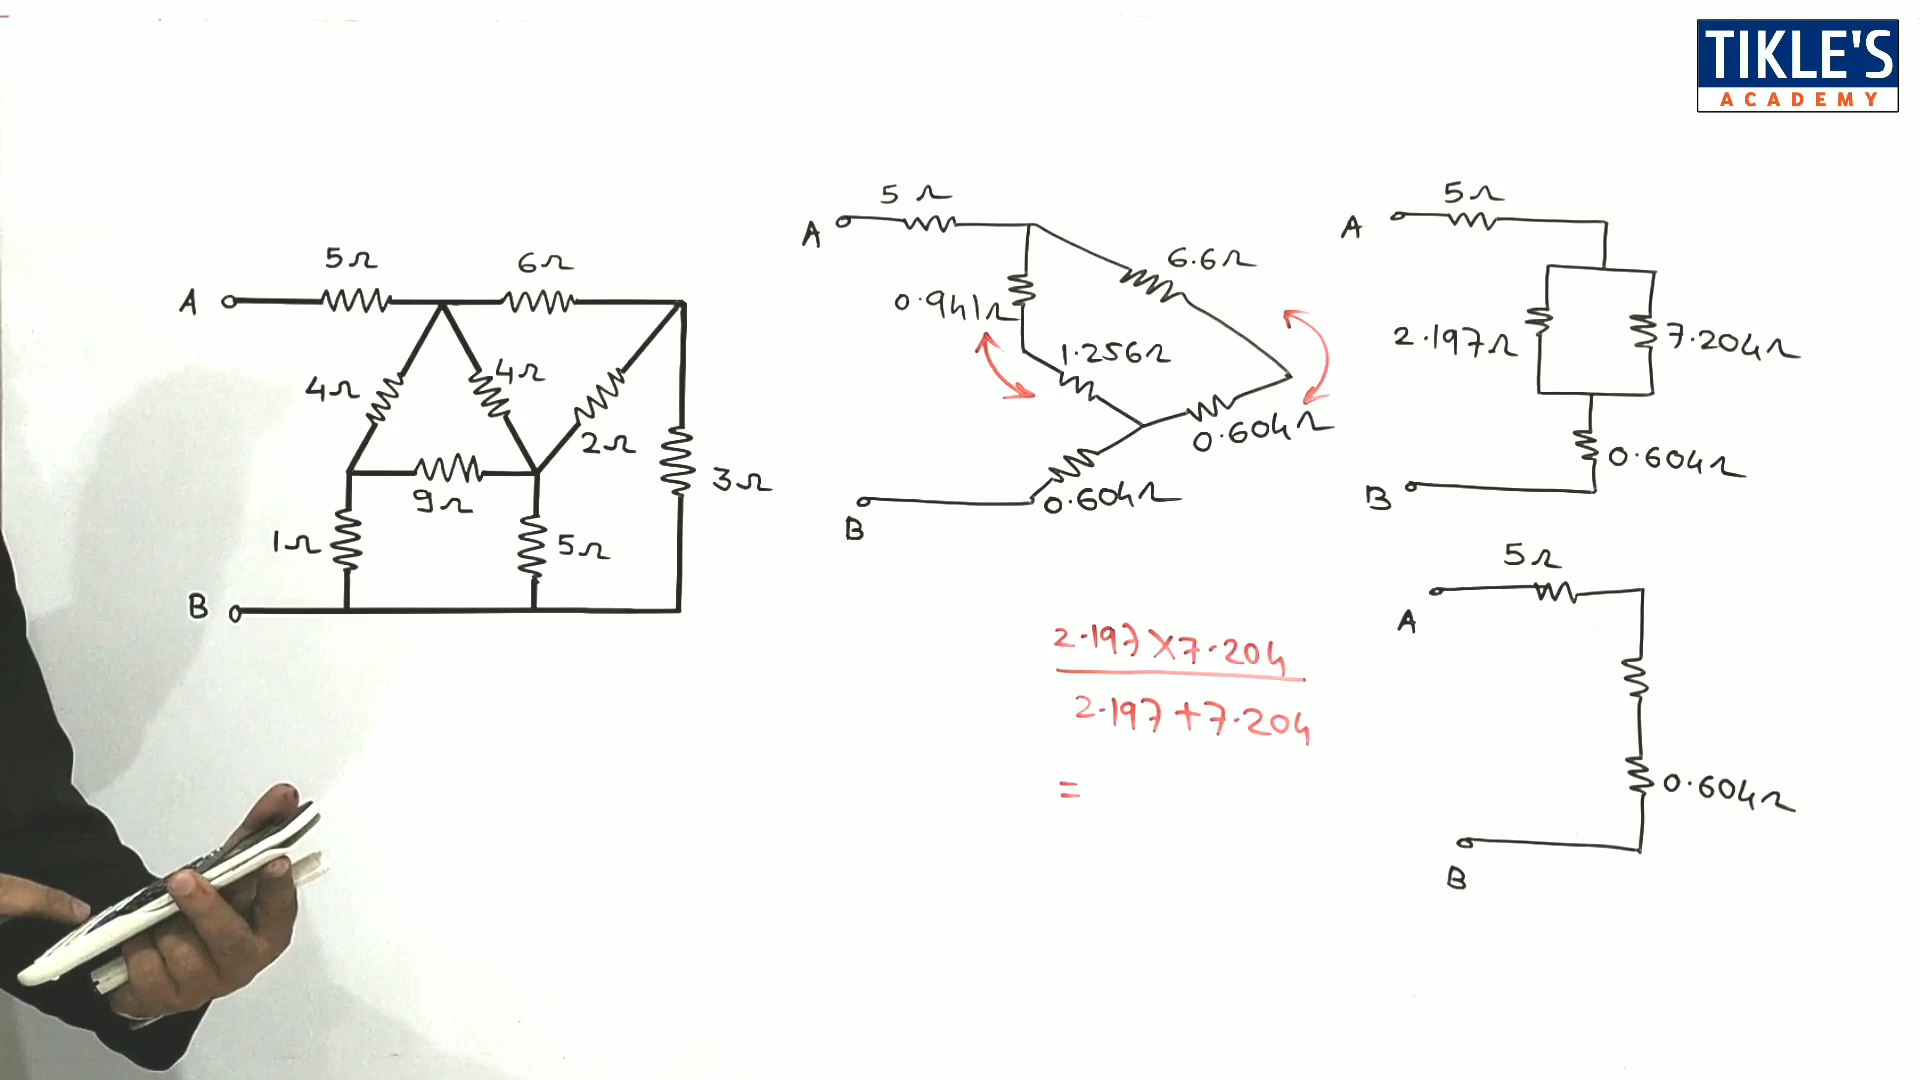 TIKLE'S
ACADEMY
5Ω
6Ω
A
4Ω
4Ω
2Ω
3Ω
9Ω
1Ω
5Ω
B
5Ω
A
6.6Ω
0.941Ω
1.256Ω
0.604Ω
0.604Ω
B
5Ω
A
2.197Ω
7.204Ω
0.604Ω
B
5Ω
A
0.604Ω
B
2.197×7.204
2.197+7.204
=